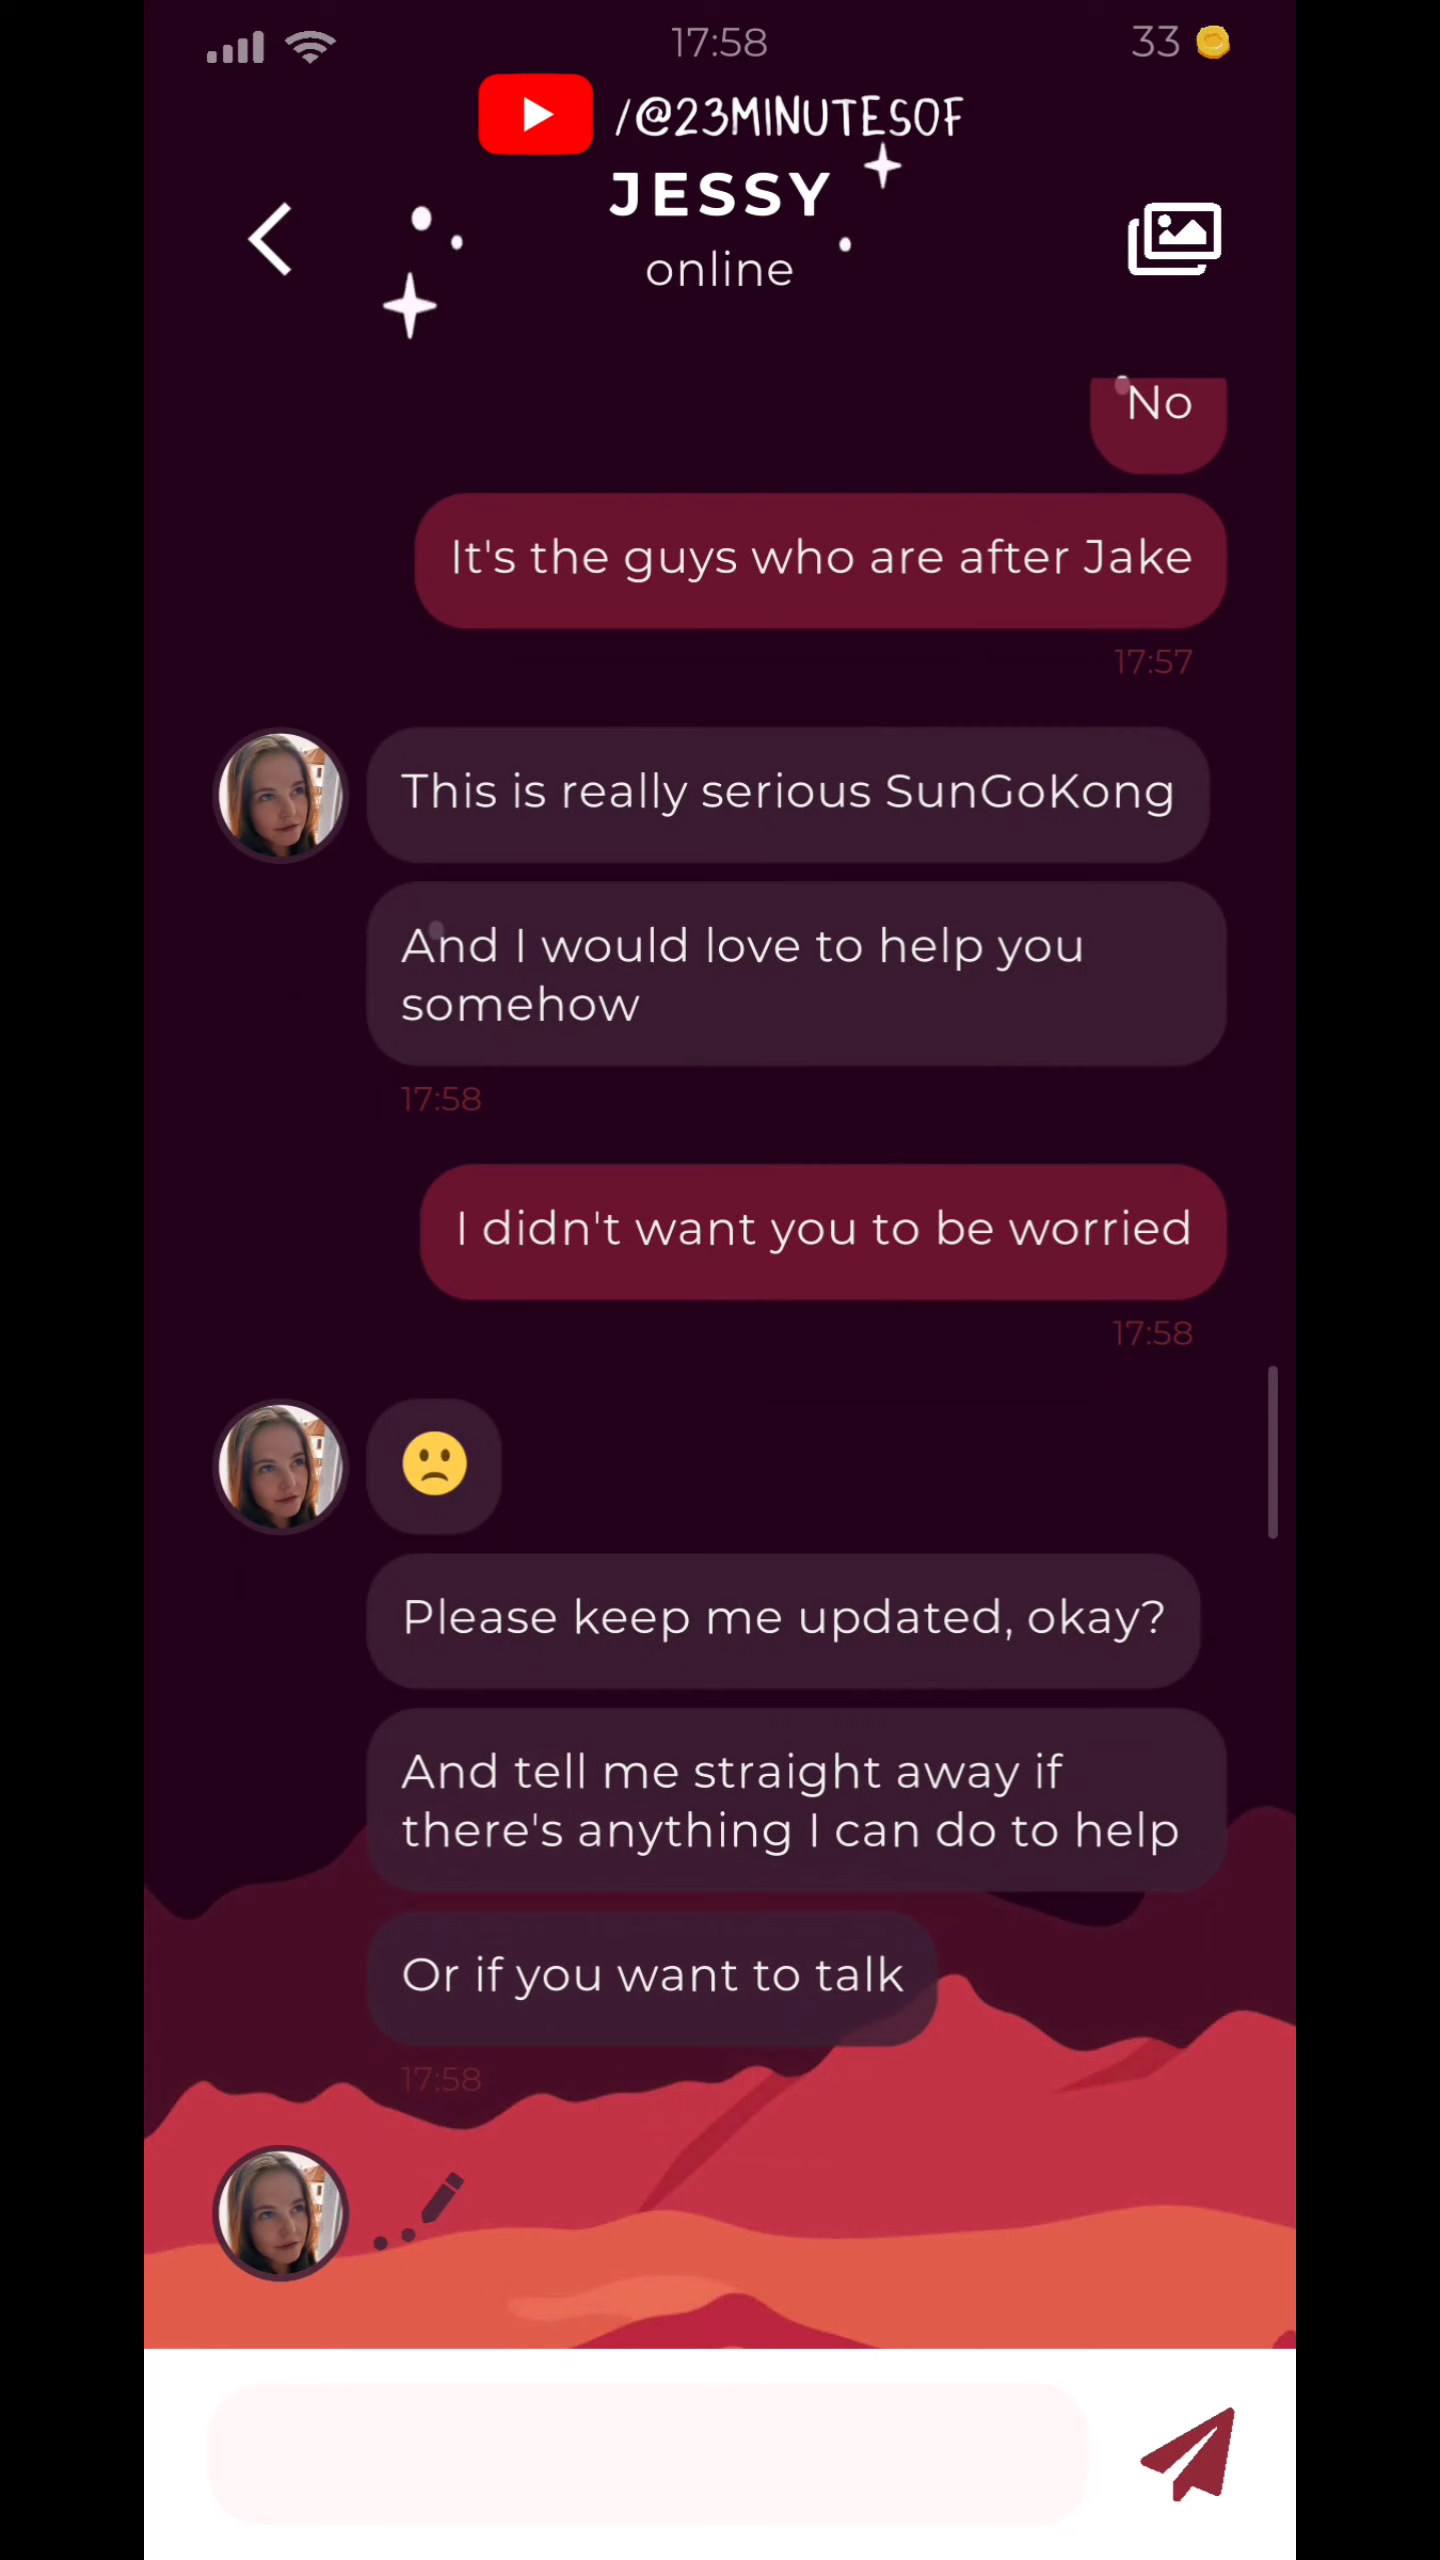 17:58
33
/@23MINUTESOF
JESSY
online
No
It's the guys who are after Jake
17:57
This is really serious SunGoKong
And I would love to help you
somehow
17:58
I didn't want you to be worried
17:58
Please keep me updated, okay?
And tell me straight away if
there's anything I can do to help
Or if you want to talk
17:58